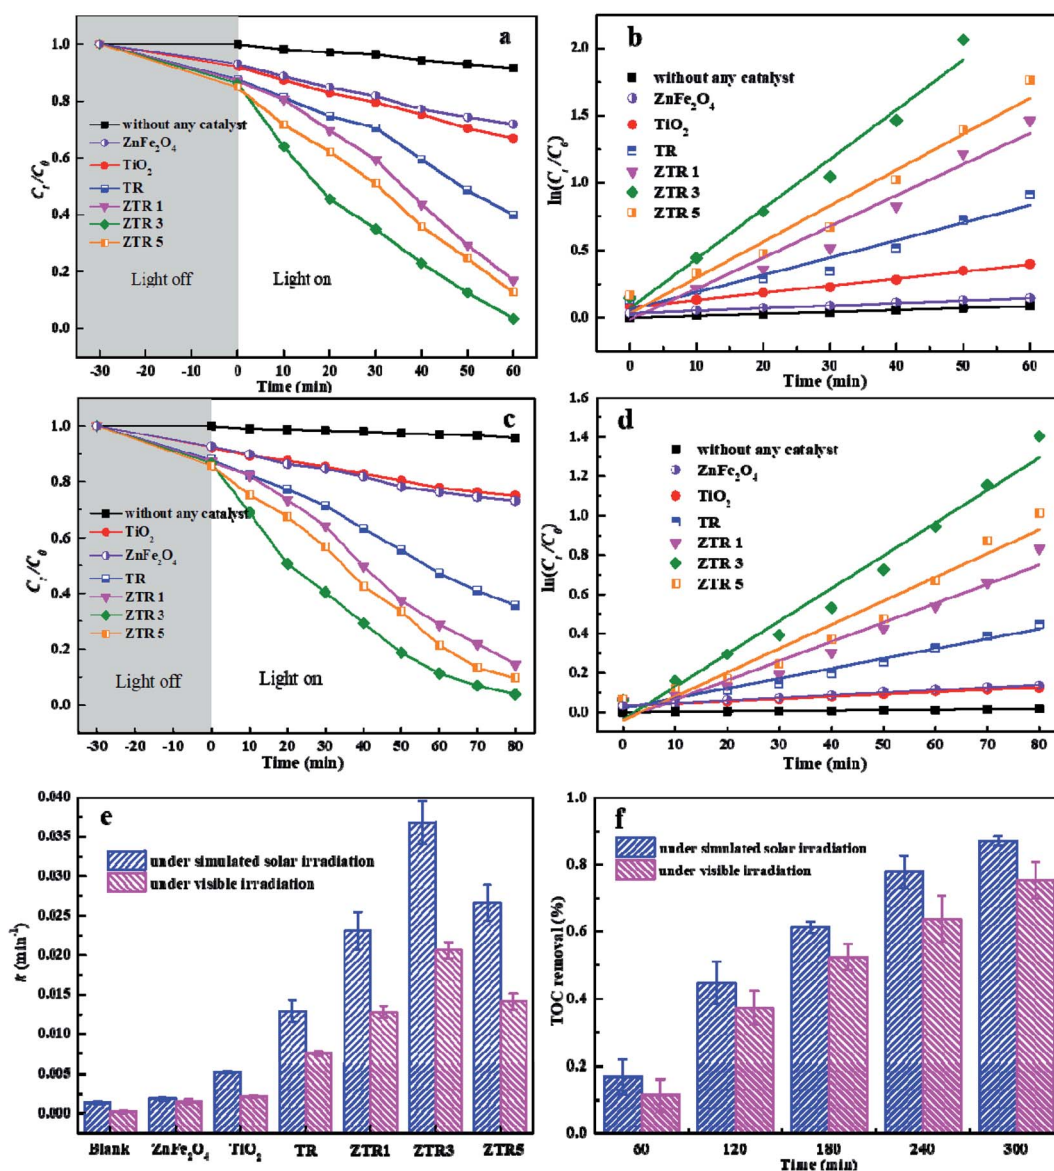 a
C_t/C_0
1.0
0.8
0.6
0.4
0.2
0.0
without any catalyst
ZnFe₂O₄
TiO₂
TR
ZTR 1
ZTR 3
ZTR 5
Light off
Light on
-30 -20 -10 0 10 20 30 40 50 60
Time (min)
b
ln(C_t/C_0)
2.0
1.5
1.0
0.5
0.0
without any catalyst
ZnFe₂O₄
TiO₂
TR
ZTR 1
ZTR 3
ZTR 5
0 10 20 30 40 50 60
Time (min)
c
C_t/C_0
1.0
0.8
0.6
0.4
0.2
0.0
without any catalyst
TiO₂
ZnFe₂O₄
TR
ZTR 1
ZTR 3
ZTR 5
Light off
Light on
-30 -20 -10 0 10 20 30 40 50 60 70 80
Time (min)
d
ln(C_t/C_0)
1.6
1.4
1.2
1.0
0.8
0.6
0.4
0.2
0.0
without any catalyst
ZnFe₂O₄
TiO₂
TR
ZTR 1
ZTR 3
ZTR 5
0 10 20 30 40 50 60 70 80
Time (min)
e
k (min⁻¹)
0.040
0.035
0.030
0.025
0.020
0.015
0.010
0.005
0.000
under simulated solar irradiation
under visible irradiation
Blank ZnFe₂O₄ TiO₂ TR ZTR1 ZTR3 ZTR5
f
TOC removal (%)
1.0
0.8
0.6
0.4
0.2
0.0
under simulated solar irradiation
under visible irradiation
60 120 180 240 300
Time (min)